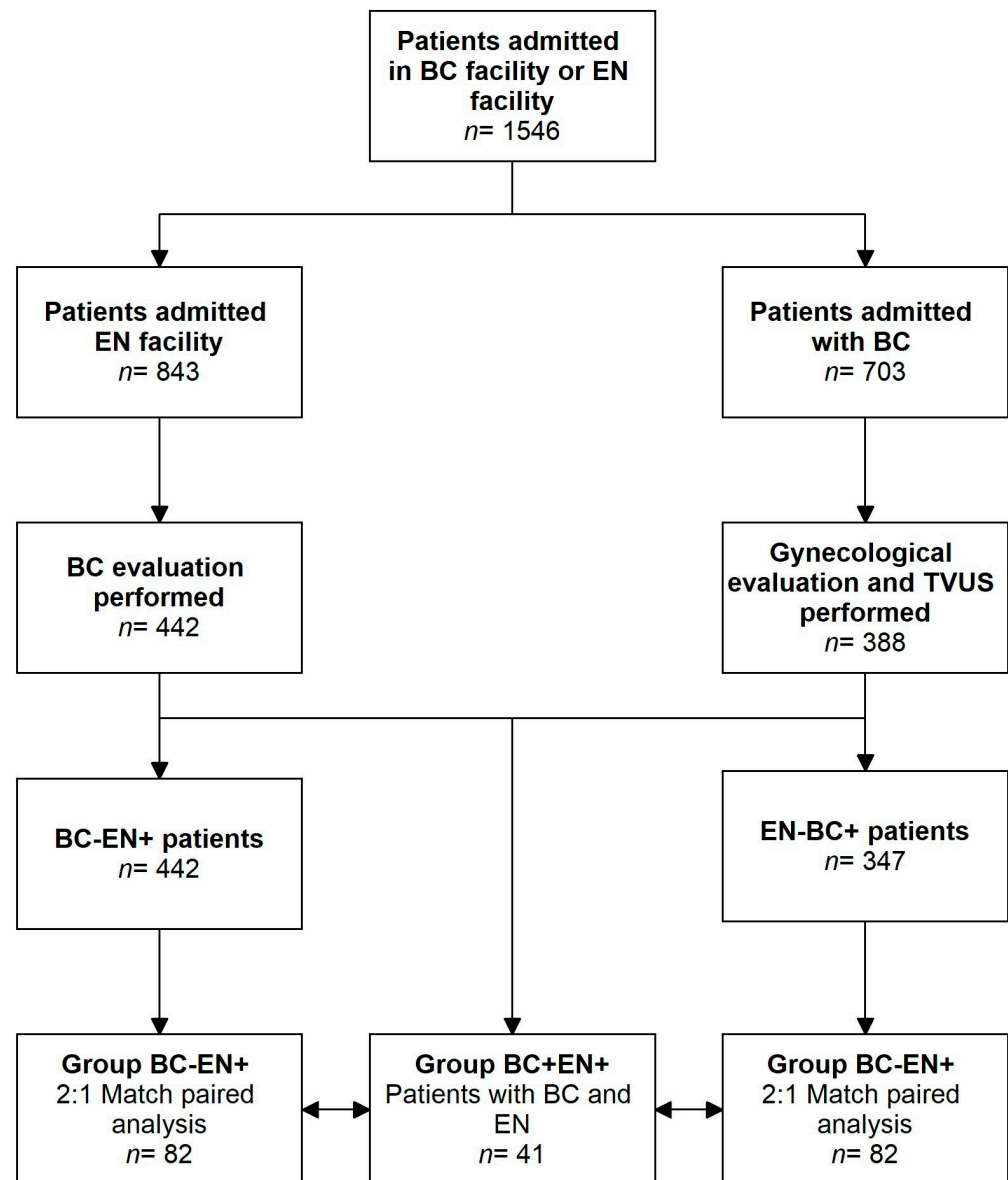 Patients admitted
in BC facility or EN
facility
n= 1546
Patients admitted
EN facility
n= 843
Patients admitted
with BC
n= 703
BC evaluation
performed
n= 442
Gynecological
evaluation and TVUS
performed
n= 388
BC-EN+ patients
n= 442
EN-BC+ patients
n= 347
Group BC-EN+
2:1 Match paired
analysis
n= 82
Group BC+EN+
Patients with BC and
EN
n= 41
Group BC-EN+
2:1 Match paired
analysis
n= 82